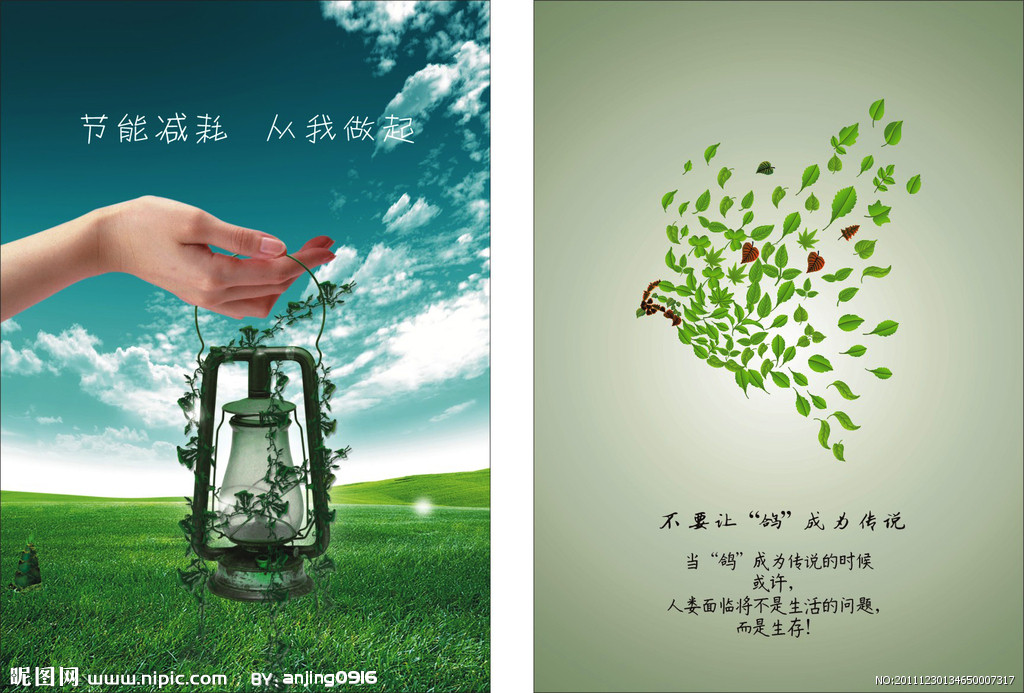 节能减耗 从我做起
不要让“鸽”成为传说
当“鸽”成为传说的时候
或许，
人娄面临将不是生活的问题，
而是生存！
昵图网 www.nipic.com ; BY: anjing0916
NO:20111230134650007317